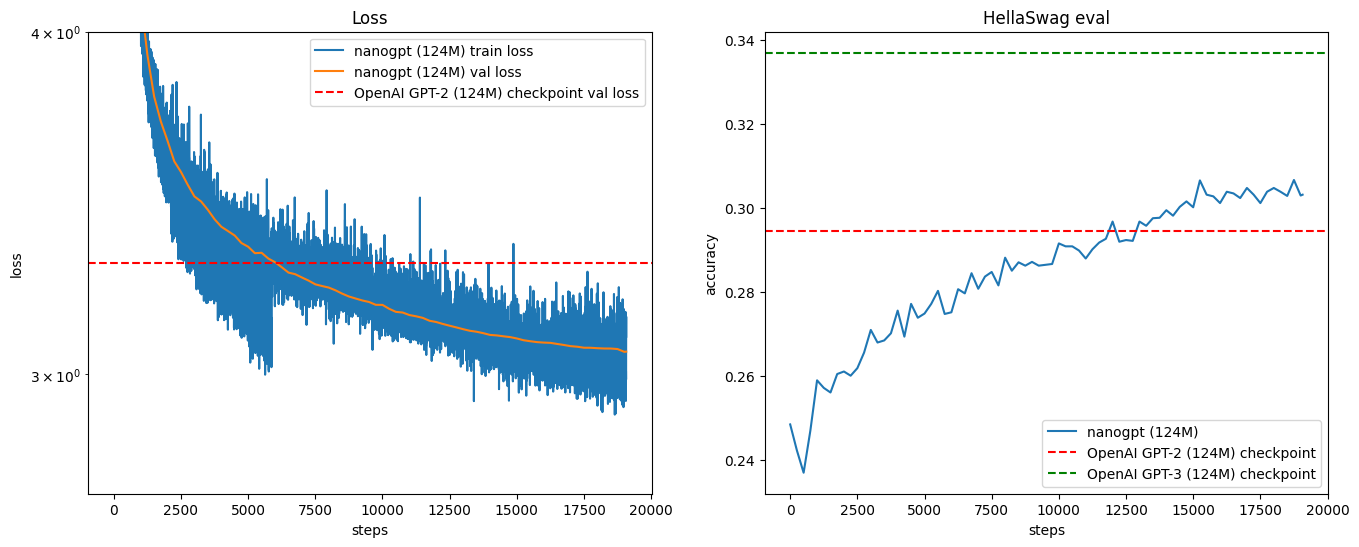 Loss
4 × 10⁰
3 × 10⁰
loss
0
2500
5000
7500
10000
12500
15000
17500
20000
steps
nanogpt (124M) train loss
nanogpt (124M) val loss
OpenAI GPT-2 (124M) checkpoint val loss
HellaSwag eval
0.34
0.32
0.30
0.28
0.26
0.24
accuracy
0
2500
5000
7500
10000
12500
15000
17500
20000
steps
nanogpt (124M)
OpenAI GPT-2 (124M) checkpoint
OpenAI GPT-3 (124M) checkpoint